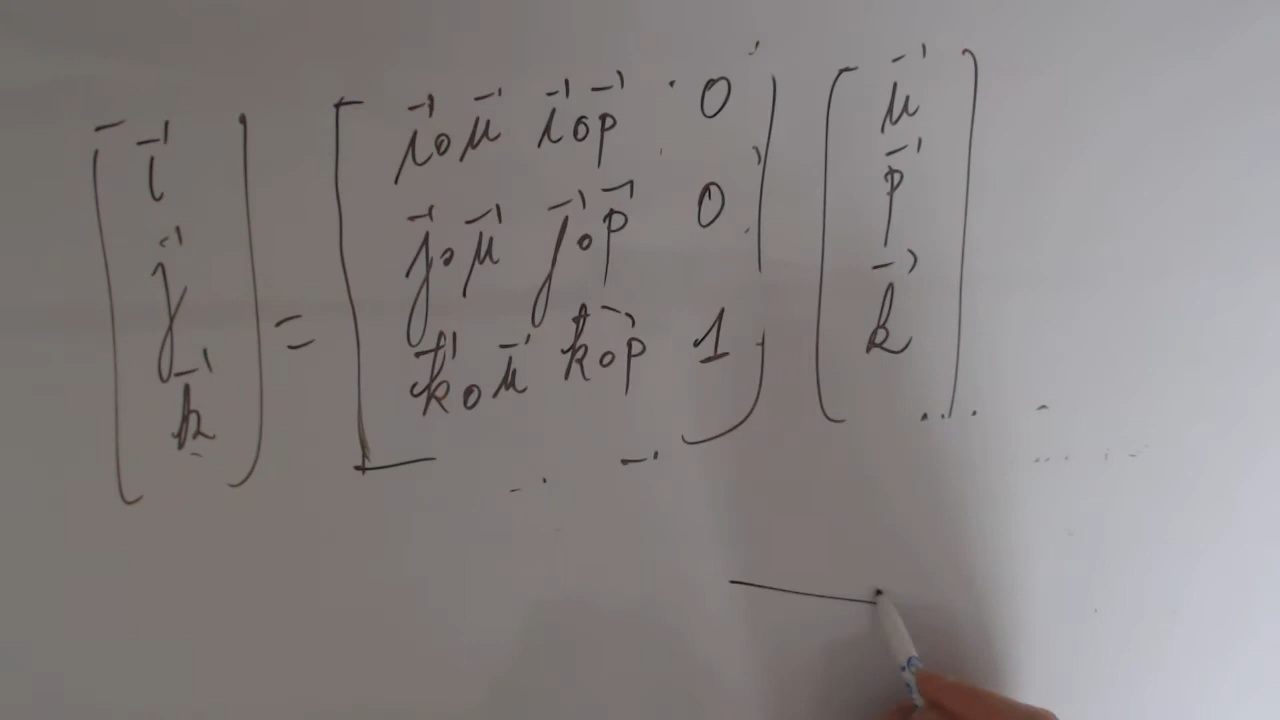 [ i⃗ ] = [ i⃗∘μ⃗ i⃗∘p⃗ 0 ] [ μ⃗ ]
[ j⃗ ] [ j⃗∘μ⃗ j⃗∘p⃗ 0 ] [ p⃗ ]
[ k⃗ ] [ k⃗∘μ⃗ k⃗∘p⃗ 1 ] [ k⃗ ]